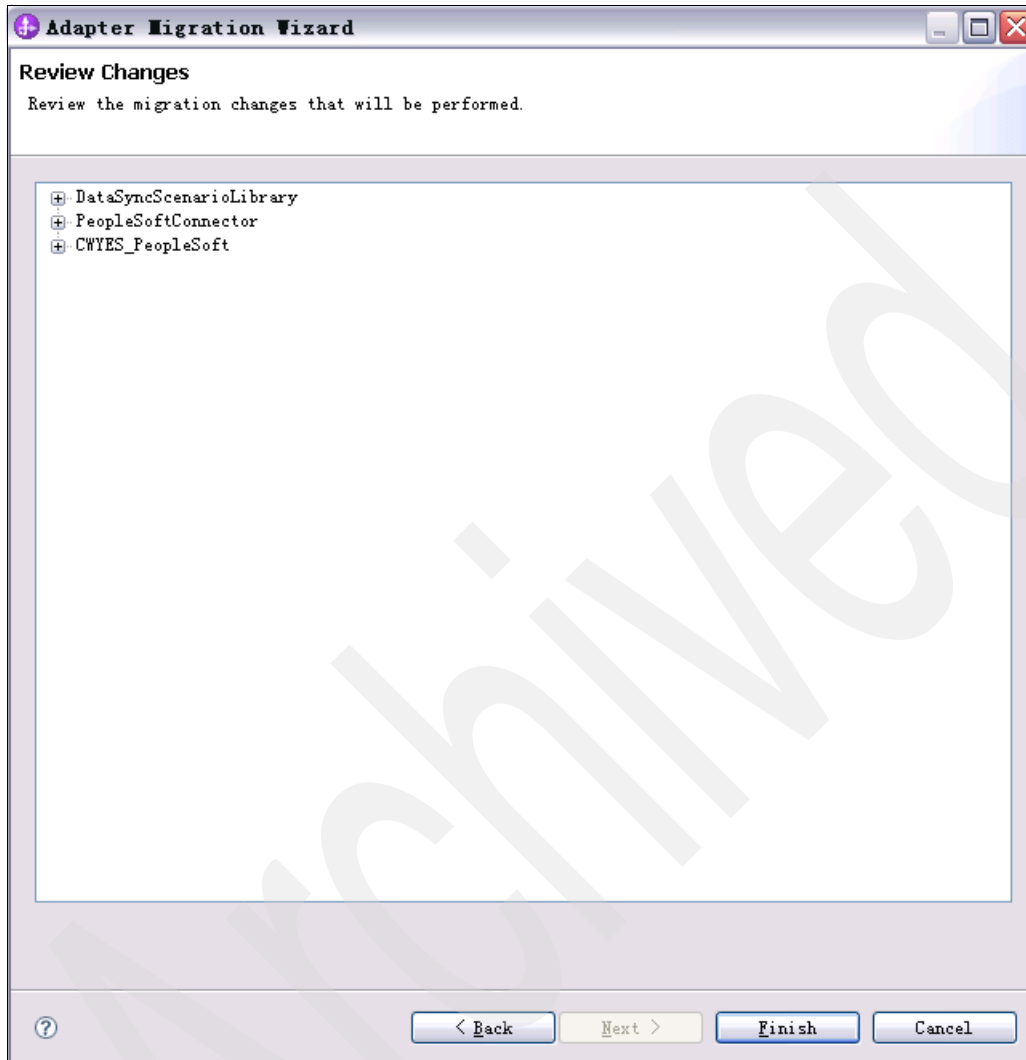 Adapter Migration Wizard
Review Changes
Review the migration changes that will be performed.
DataSyncScenarioLibrary
PeopleSoftConnector
CWYES_PeopleSoft
Archived
< Back
Next >
Finish
Cancel